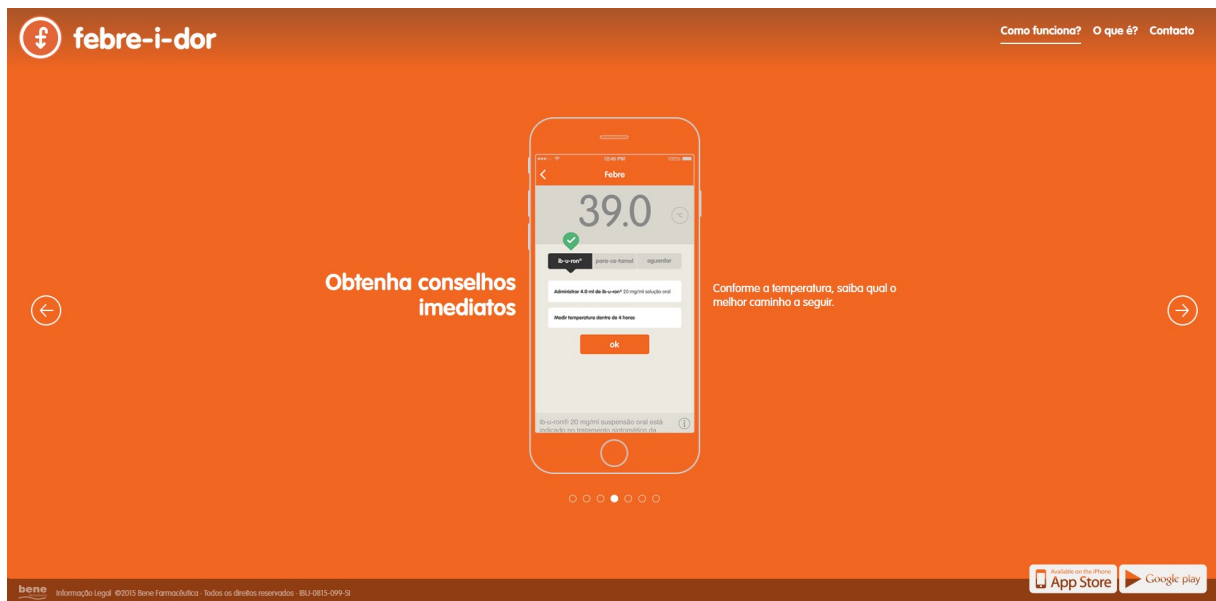 febre-i-dor
Como funciona? O que é? Contacto
12:45 PM 100%
Febre
39.0 °C
ib-u-ron® para-ce-tamol aguardar
Obtenha conselhos
imediatos
Administrar 4.0 ml de ib-u-ron® 20 mg/ml solução oral
Medir temperatura dentro de 4 horas
ok
Conforme a temperatura, saiba qual o
melhor caminho a seguir.
ib-u-ron® 20 mg/ml suspensão oral está
indicado no tratamento sintomático da
bene Informação Legal ©2015 Bene Farmacêutica - Todos os direitos reservados - IBU-0815-099-SI
Available on the iPhone
App Store
Google play